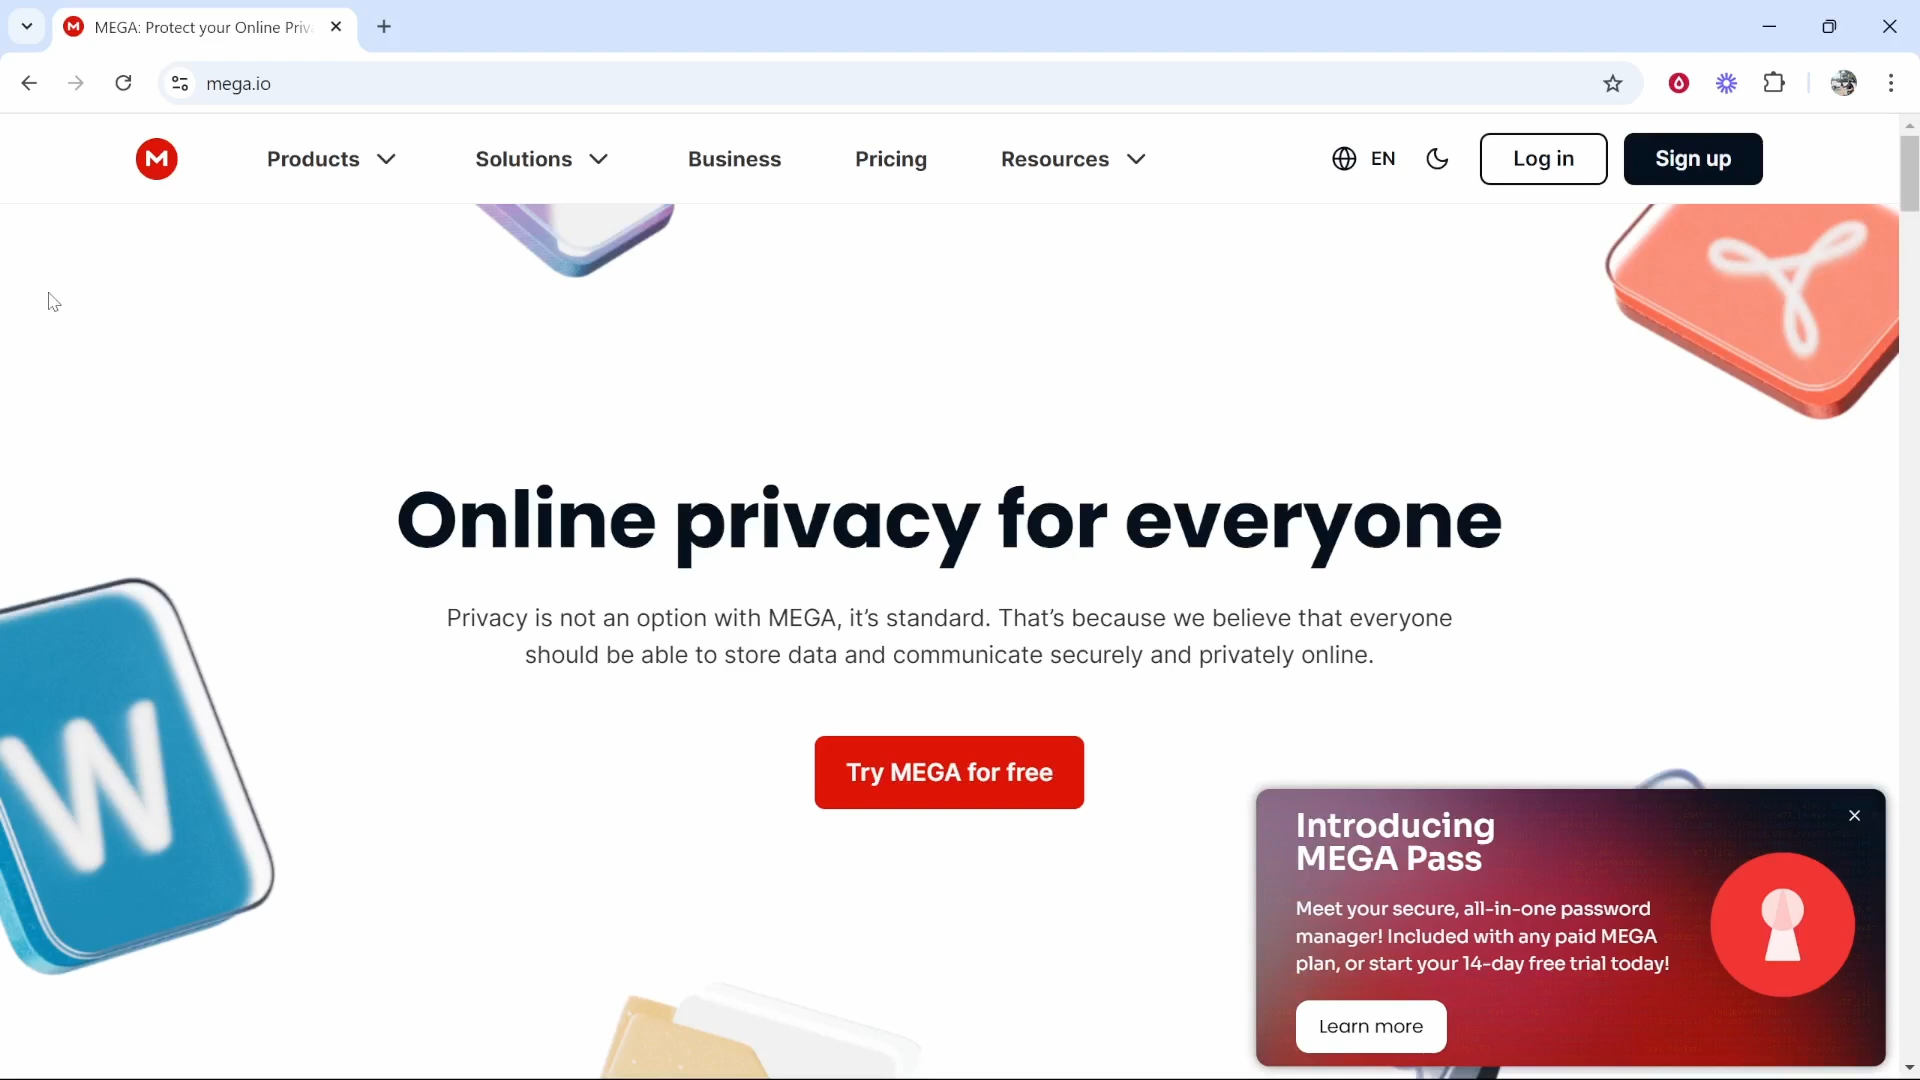 MEGA: Protect your Online Priv
mega.io
Products
Solutions
Business
Pricing
Resources
EN
Log in
Sign up
Online privacy for everyone
Privacy is not an option with MEGA, it’s standard. That’s because we believe that everyone
should be able to store data and communicate securely and privately online.
Try MEGA for free
W
Introducing
MEGA Pass
Meet your secure, all-in-one password
manager! Included with any paid MEGA
plan, or start your 14-day free trial today!
Learn more